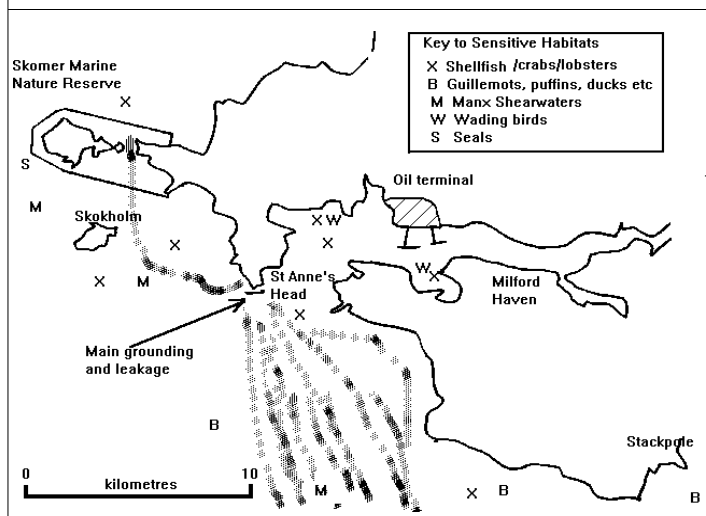 Key to Sensitive Habitats
X Shellfish /crabs/lobsters
B Guillemots, puffins, ducks etc
M Manx Shearwaters
W Wading birds
S Seals
Skomer Marine
Nature Reserve
X
S
M
Skokholm
X
X
M
Oil terminal
X W
X
W
X
St Anne's
Head
Milford
Haven
X
Main grounding
and leakage
B
Stackpole
0
10
kilometres
M
X
B
B